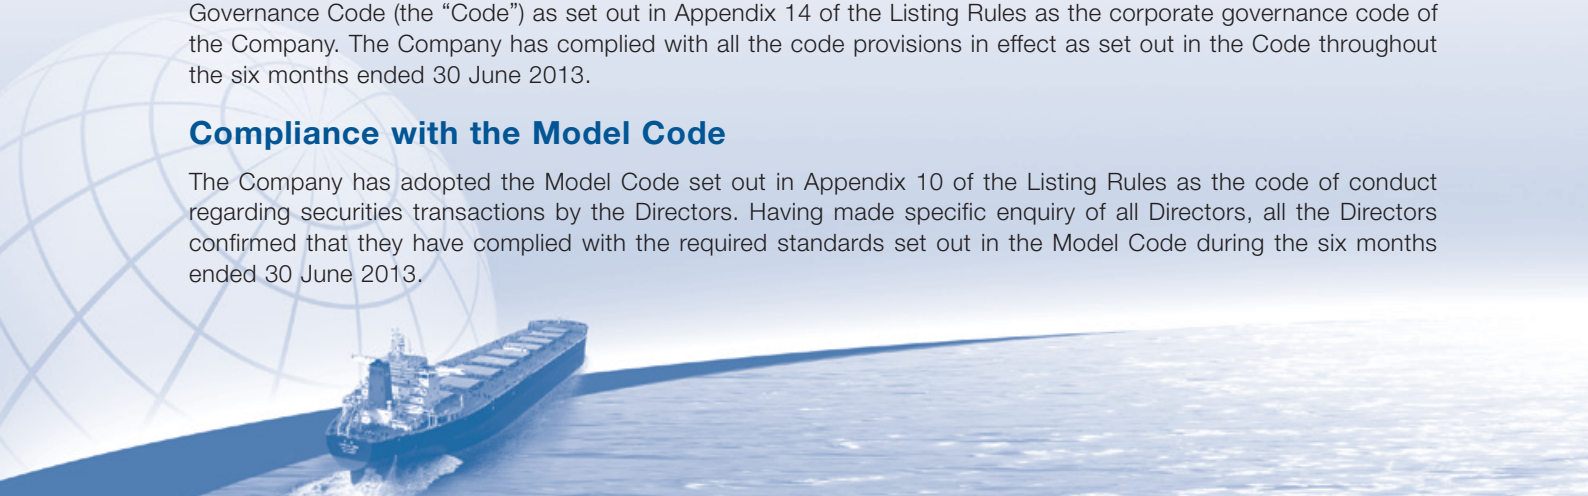 Governance Code (the “Code”) as set out in Appendix 14 of the Listing Rules as the corporate governance code of
the Company. The Company has complied with all the code provisions in effect as set out in the Code throughout
the six months ended 30 June 2013.
Compliance with the Model Code
The Company has adopted the Model Code set out in Appendix 10 of the Listing Rules as the code of conduct
regarding securities transactions by the Directors. Having made specific enquiry of all Directors, all the Directors
confirmed that they have complied with the required standards set out in the Model Code during the six months
ended 30 June 2013.